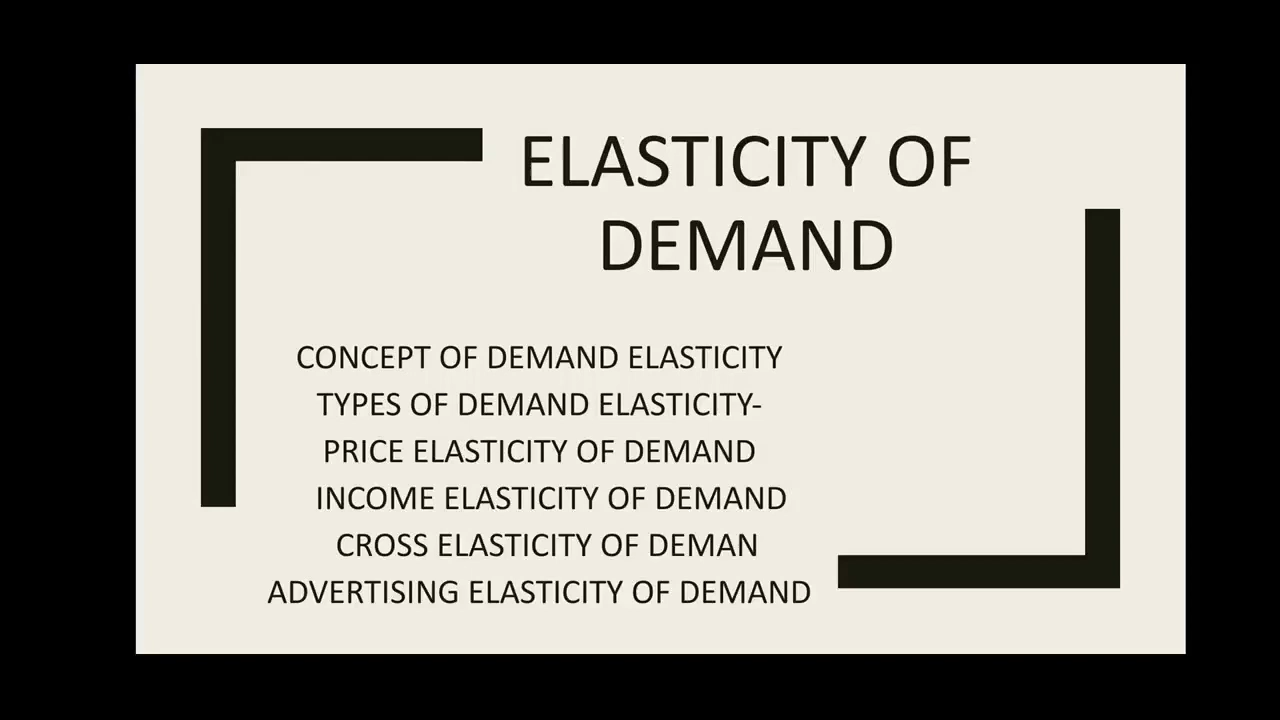 ELASTICITY OF
DEMAND
CONCEPT OF DEMAND ELASTICITY
TYPES OF DEMAND ELASTICITY-
PRICE ELASTICITY OF DEMAND
INCOME ELASTICITY OF DEMAND
CROSS ELASTICITY OF DEMAN
ADVERTISING ELASTICITY OF DEMAND